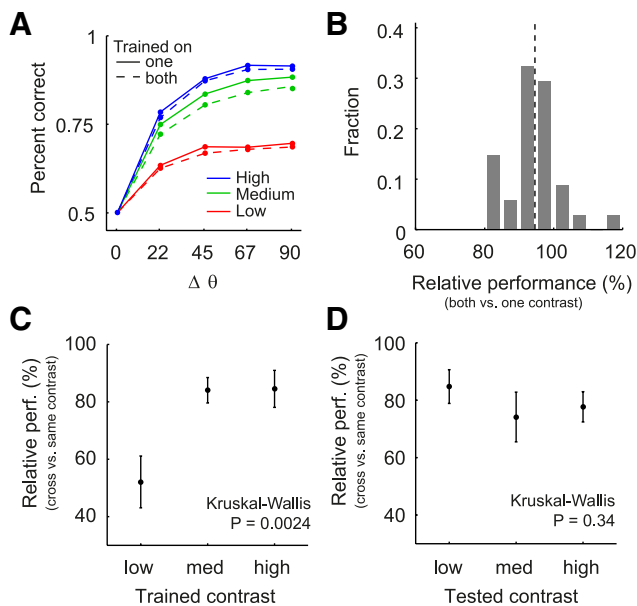 A
Trained on
one
both
1
0.75
0.5
Percent correct
High
Medium
Low
0 22 45 67 90
Δ θ
B
0.4
0.3
0.2
0.1
0
Fraction
60 80 100 120
Relative performance (%)
(both vs. one contrast)
C
100
80
60
40
Relative perf. (%)
(cross vs. same contrast)
Kruskal-Wallis
P = 0.0024
low med high
Trained contrast
D
100
80
60
40
Relative perf. (%)
(cross vs. same contrast)
Kruskal-Wallis
P = 0.34
low med high
Tested contrast